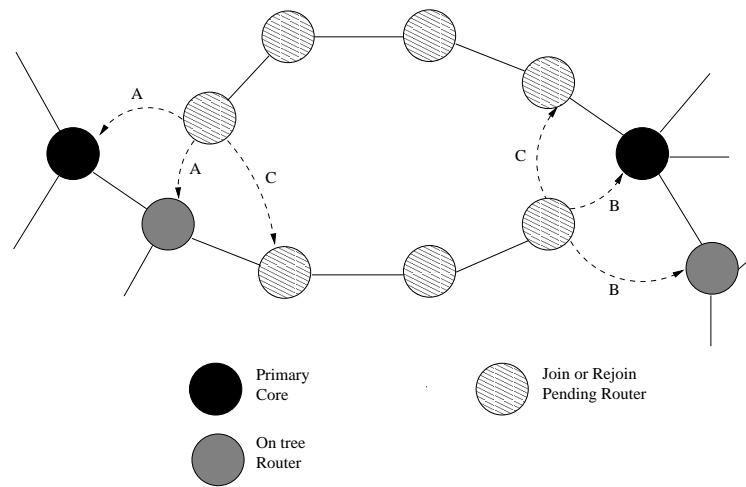 A
A
C
C
B
B
Primary
Core
Join or Rejoin
Pending Router
On tree
Router